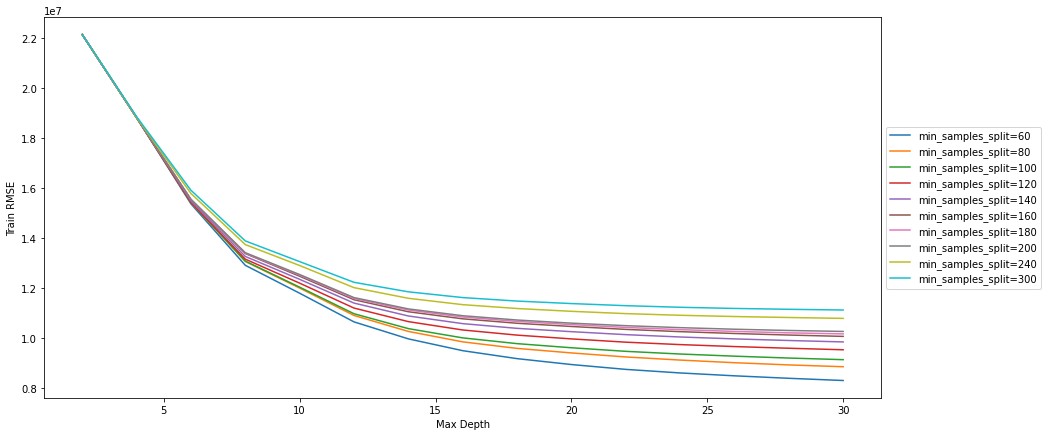 1e7
2.2
2.0
1.8
1.6
1.4
1.2
1.0
0.8
Train RMSE
5
10
15
20
25
30
Max Depth
min_samples_split=60
min_samples_split=80
min_samples_split=100
min_samples_split=120
min_samples_split=140
min_samples_split=160
min_samples_split=180
min_samples_split=200
min_samples_split=240
min_samples_split=300